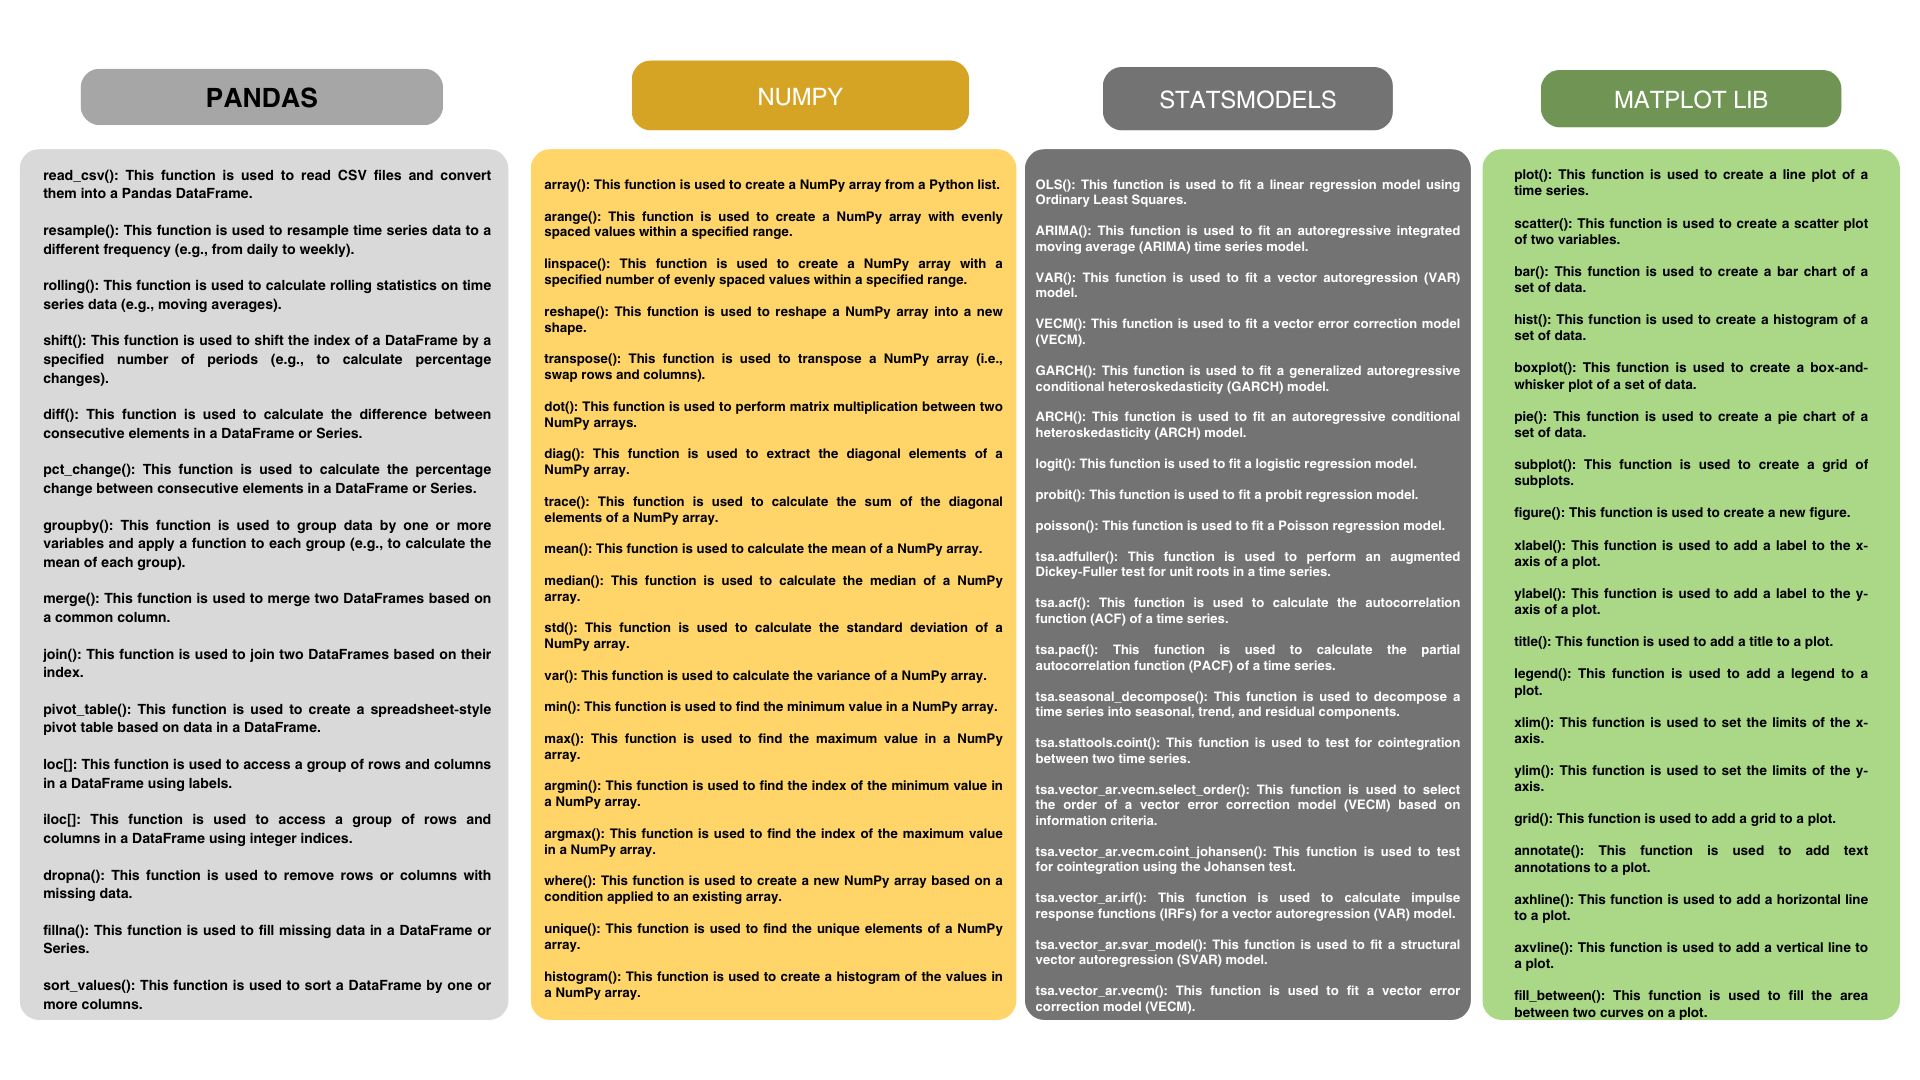 PANDAS
read_csv(): This function is used to read CSV files and convert
them into a Pandas DataFrame.
resample(): This function is used to resample time series data to a
different frequency (e.g., from daily to weekly).
rolling(): This function is used to calculate rolling statistics on time
series data (e.g., moving averages).
shift(): This function is used to shift the index of a DataFrame by a
specified number of periods (e.g., to calculate percentage
changes).
diff(): This function is used to calculate the difference between
consecutive elements in a DataFrame or Series.
pct_change(): This function is used to calculate the percentage
change between consecutive elements in a DataFrame or Series.
groupby(): This function is used to group data by one or more
variables and apply a function to each group (e.g., to calculate the
mean of each group).
merge(): This function is used to merge two DataFrames based on
a common column.
join(): This function is used to join two DataFrames based on their
index.
pivot_table(): This function is used to create a spreadsheet-style
pivot table based on data in a DataFrame.
loc[]: This function is used to access a group of rows and columns
in a DataFrame using labels.
iloc[]: This function is used to access a group of rows and
columns in a DataFrame using integer indices.
dropna(): This function is used to remove rows or columns with
missing data.
fillna(): This function is used to fill missing data in a DataFrame or
Series.
sort_values(): This function is used to sort a DataFrame by one or
more columns.
NUMPY
array(): This function is used to create a NumPy array from a Python list.
arange(): This function is used to create a NumPy array with evenly
spaced values within a specified range.
linspace(): This function is used to create a NumPy array with a
specified number of evenly spaced values within a specified range.
reshape(): This function is used to reshape a NumPy array into a new
shape.
transpose(): This function is used to transpose a NumPy array (i.e.,
swap rows and columns).
dot(): This function is used to perform matrix multiplication between two
NumPy arrays.
diag(): This function is used to extract the diagonal elements of a
NumPy array.
trace(): This function is used to calculate the sum of the diagonal
elements of a NumPy array.
mean(): This function is used to calculate the mean of a NumPy array.
median(): This function is used to calculate the median of a NumPy
array.
std(): This function is used to calculate the standard deviation of a
NumPy array.
var(): This function is used to calculate the variance of a NumPy array.
min(): This function is used to find the minimum value in a NumPy array.
max(): This function is used to find the maximum value in a NumPy
array.
argmin(): This function is used to find the index of the minimum value in
a NumPy array.
argmax(): This function is used to find the index of the maximum value
in a NumPy array.
where(): This function is used to create a new NumPy array based on a
condition applied to an existing array.
unique(): This function is used to find the unique elements of a NumPy
array.
histogram(): This function is used to create a histogram of the values in
a NumPy array.
STATSMODELS
OLS(): This function is used to fit a linear regression model using
Ordinary Least Squares.
ARIMA(): This function is used to fit an autoregressive integrated
moving average (ARIMA) time series model.
VAR(): This function is used to fit a vector autoregression (VAR)
model.
VECM(): This function is used to fit a vector error correction model
(VECM).
GARCH(): This function is used to fit a generalized autoregressive
conditional heteroskedasticity (GARCH) model.
ARCH(): This function is used to fit an autoregressive conditional
heteroskedasticity (ARCH) model.
logit(): This function is used to fit a logistic regression model.
probit(): This function is used to fit a probit regression model.
poisson(): This function is used to fit a Poisson regression model.
tsa.adfuller(): This function is used to perform an augmented
Dickey-Fuller test for unit roots in a time series.
tsa.acf(): This function is used to calculate the autocorrelation
function (ACF) of a time series.
tsa.pacf(): This function is used to calculate the partial
autocorrelation function (PACF) of a time series.
tsa.seasonal_decompose(): This function is used to decompose a
time series into seasonal, trend, and residual components.
tsa.stattools.coint(): This function is used to test for cointegration
between two time series.
tsa.vector_ar.vecm.select_order(): This function is used to select
the order of a vector error correction model (VECM) based on
information criteria.
tsa.vector_ar.vecm.coint_johansen(): This function is used to test
for cointegration using the Johansen test.
tsa.vector_ar.irf(): This function is used to calculate impulse
response functions (IRFs) for a vector autoregression (VAR) model.
tsa.vector_ar.svar_model(): This function is used to fit a structural
vector autoregression (SVAR) model.
tsa.vector_ar.vecm(): This function is used to fit a vector error
correction model (VECM).
MATPLOT LIB
plot(): This function is used to create a line plot of a
time series.
scatter(): This function is used to create a scatter plot
of two variables.
bar(): This function is used to create a bar chart of a
set of data.
hist(): This function is used to create a histogram of a
set of data.
boxplot(): This function is used to create a box-and-
whisker plot of a set of data.
pie(): This function is used to create a pie chart of a
set of data.
subplot(): This function is used to create a grid of
subplots.
figure(): This function is used to create a new figure.
xlabel(): This function is used to add a label to the x-
axis of a plot.
ylabel(): This function is used to add a label to the y-
axis of a plot.
title(): This function is used to add a title to a plot.
legend(): This function is used to add a legend to a
plot.
xlim(): This function is used to set the limits of the x-
axis.
ylim(): This function is used to set the limits of the y-
axis.
grid(): This function is used to add a grid to a plot.
annotate(): This function is used to add text
annotations to a plot.
axhline(): This function is used to add a horizontal line
to a plot.
axvline(): This function is used to add a vertical line to
a plot.
fill_between(): This function is used to fill the area
between two curves on a plot.